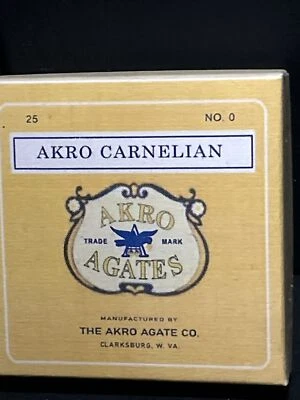 25 NO. 0
AKRO CARNELIAN
AKRO
TRADE MARK
AGATES
MANUFACTURED BY
THE AKRO AGATE CO.
CLARKSBURG, W. VA.